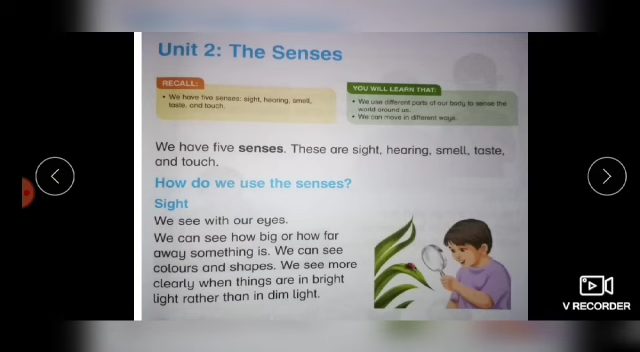 Unit 2: The Senses
RECALL:
• We have five senses: sight, hearing, smell,
taste, and touch.
YOU WILL LEARN THAT:
• We use different parts of our body to sense the
world around us.
• We can move in different ways.
We have five senses. These are sight, hearing, smell, taste,
and touch.
How do we use the senses?
Sight
We see with our eyes.
We can see how big or how far
away something is. We can see
colours and shapes. We see more
clearly when things are in bright
light rather than in dim light.
V RECORDER